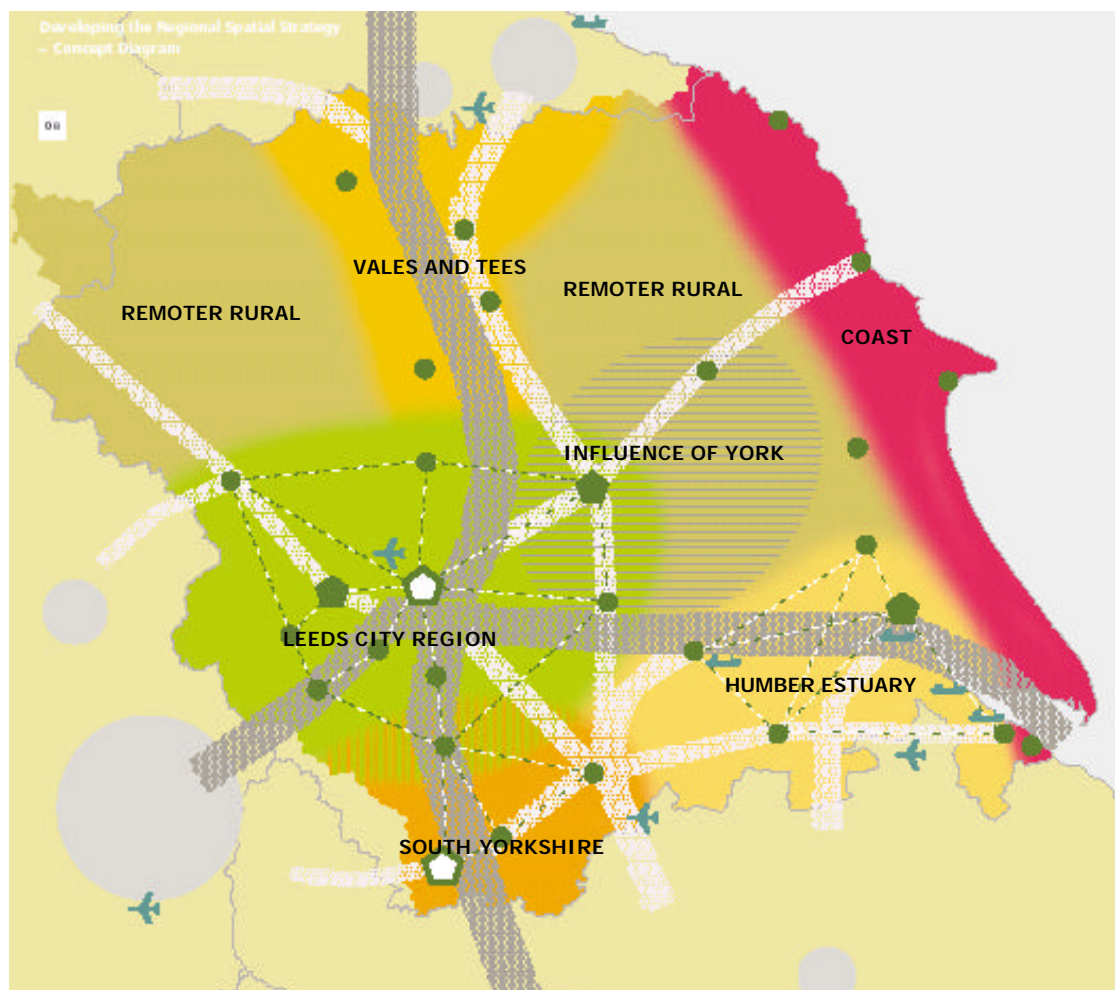 Developing the Regional Spatial Strategy
– Concept Diagram
08
VALES AND TEES
REMOTER RURAL
REMOTER RURAL
COAST
INFLUENCE OF YORK
LEEDS CITY REGION
HUMBER ESTUARY
SOUTH YORKSHIRE